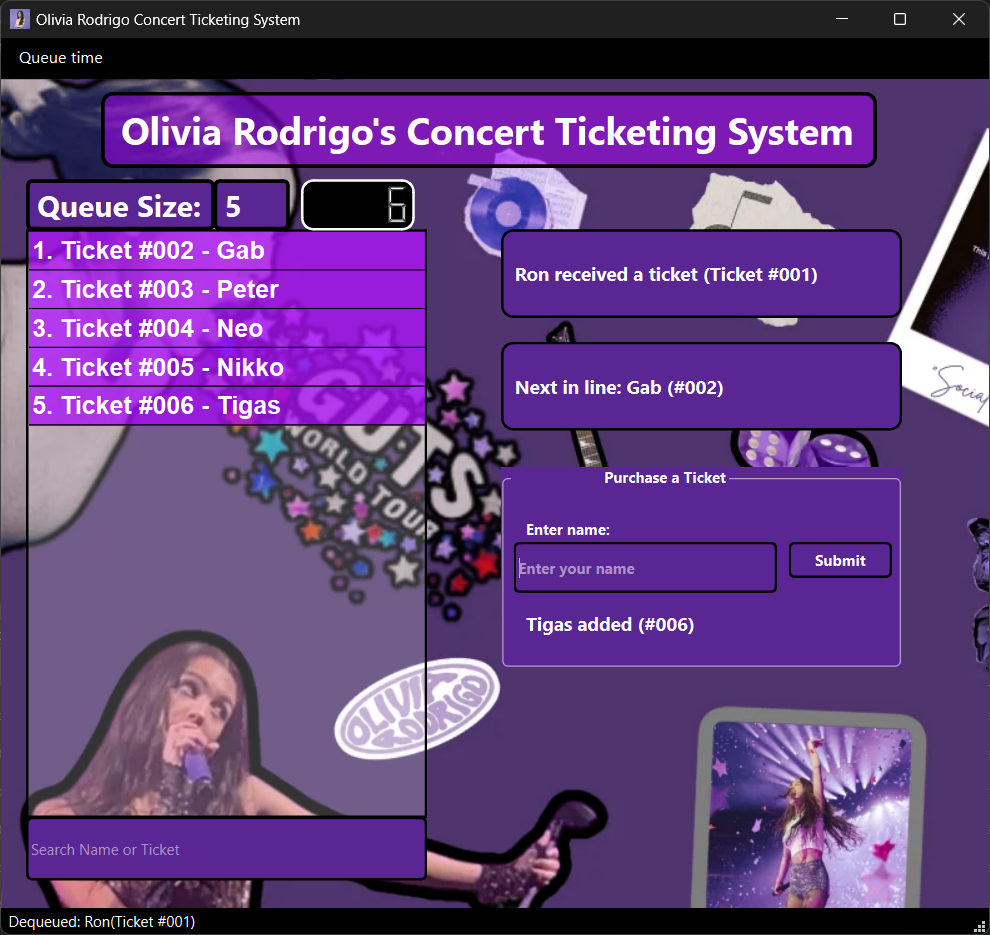 Olivia Rodrigo Concert Ticketing System
Queue time
Olivia Rodrigo's Concert Ticketing System
Queue Size: 5 6
1. Ticket #002 - Gab
2. Ticket #003 - Peter
3. Ticket #004 - Neo
4. Ticket #005 - Nikko
5. Ticket #006 - Tigas
Ron received a ticket (Ticket #001)
Next in line: Gab (#002)
Purchase a Ticket
Enter name:
Enter your name
Submit
Tigas added (#006)
GUTS
WORLD TOUR
OLIVIA
RODRIGO
This
"Social
Search Name or Ticket
Dequeued: Ron(Ticket #001)